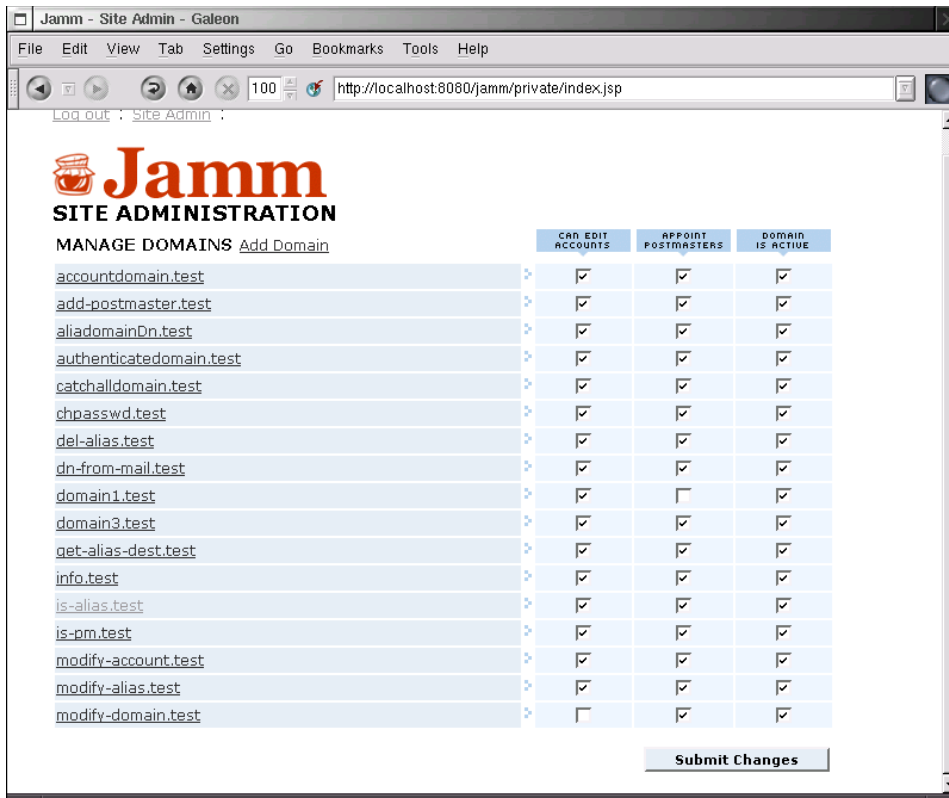 Jamm - Site Admin - Galeon
File Edit View Tab Settings Go Bookmarks Tools Help
100 http://localhost:8080/jamm/private/index.jsp
Log out : Site Admin :
Jamm
SITE ADMINISTRATION
MANAGE DOMAINS Add Domain
CAN EDIT ACCOUNTS
APPOINT POSTMASTERS
DOMAIN IS ACTIVE
accountdomain.test
add-postmaster.test
aliadomainDn.test
authenticatedomain.test
catchalldomain.test
chpasswd.test
del-alias.test
dn-from-mail.test
domain1.test
domain3.test
get-alias-dest.test
info.test
is-alias.test
is-pm.test
modify-account.test
modify-alias.test
modify-domain.test
Submit Changes